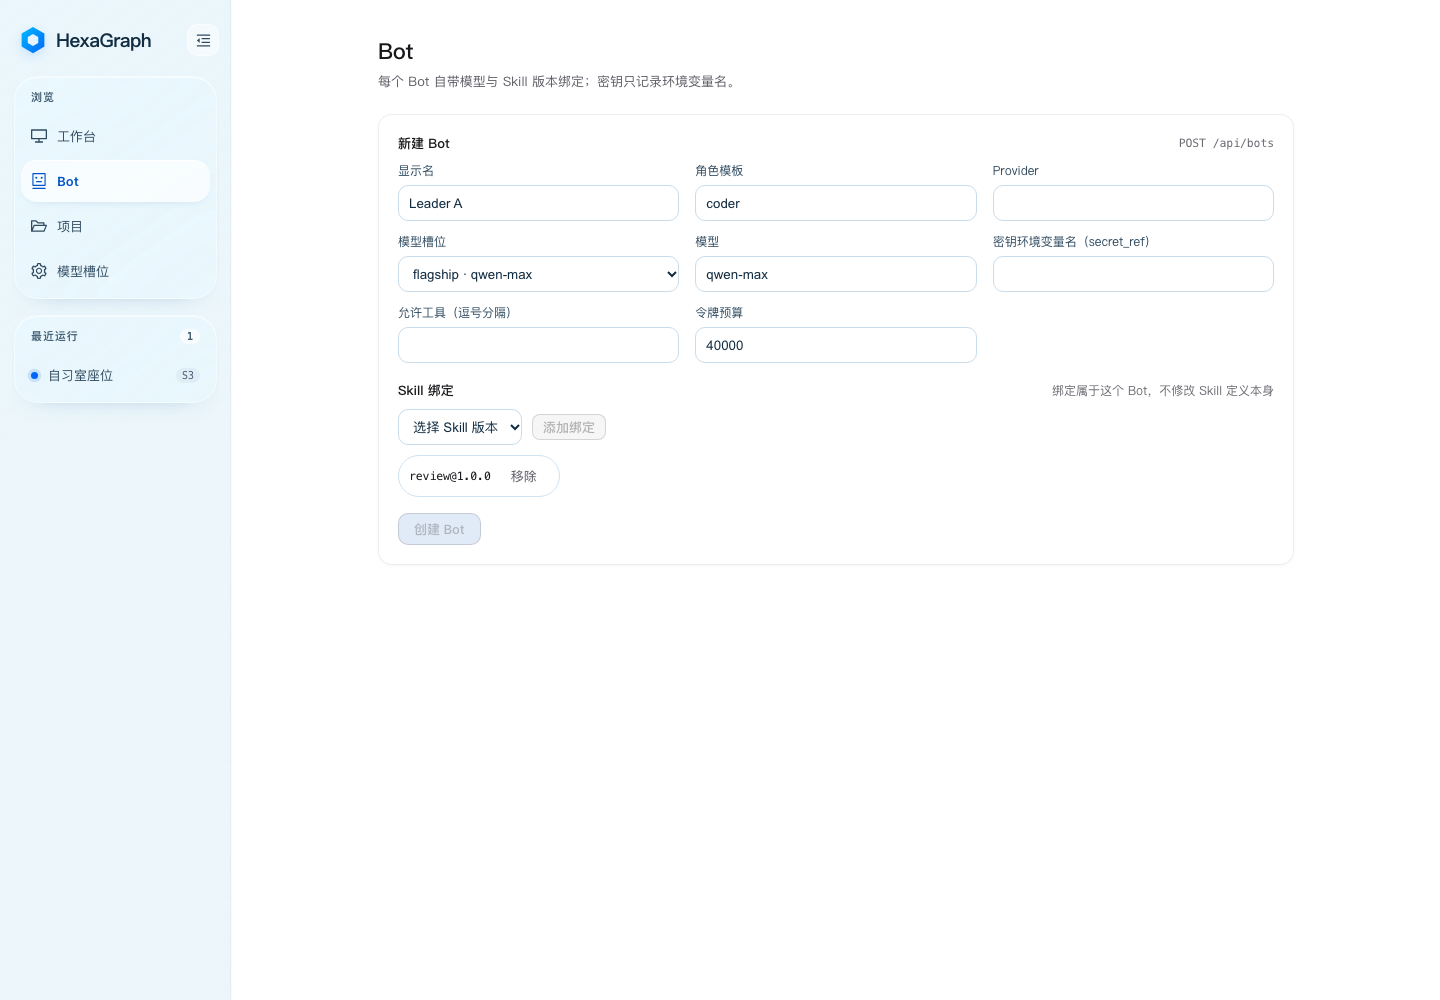 HexaGraph
浏览
工作台
Bot
项目
模型槽位
最近运行 1
自习室座位 S3
Bot
每个 Bot 自带模型与 Skill 版本绑定；密钥只记录环境变量名。
新建 Bot POST /api/bots
显示名 角色模板 Provider
Leader A coder
模型槽位 模型 密钥环境变量名（secret_ref）
flagship · qwen-max qwen-max
允许工具（逗号分隔） 令牌预算
40000
Skill 绑定 绑定属于这个 Bot，不修改 Skill 定义本身
选择 Skill 版本 添加绑定
review@1.0.0 移除
创建 Bot